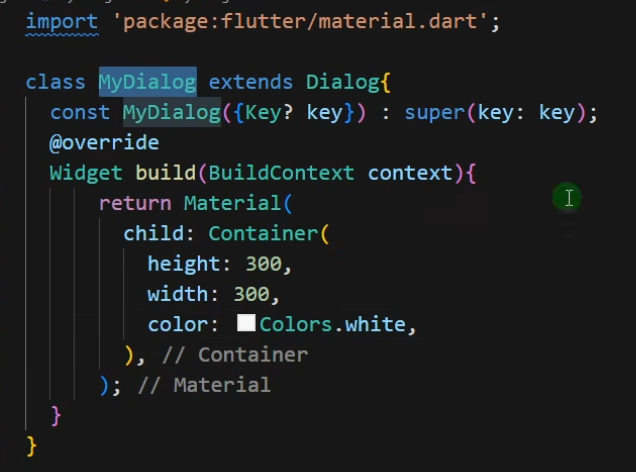 import 'package:flutter/material.dart';
class MyDialog extends Dialog{
const MyDialog({Key? key}) : super(key: key);
@override
Widget build(BuildContext context){
return Material(
child: Container(
height: 300,
width: 300,
color: Colors.white,
), // Container
); // Material
}
}